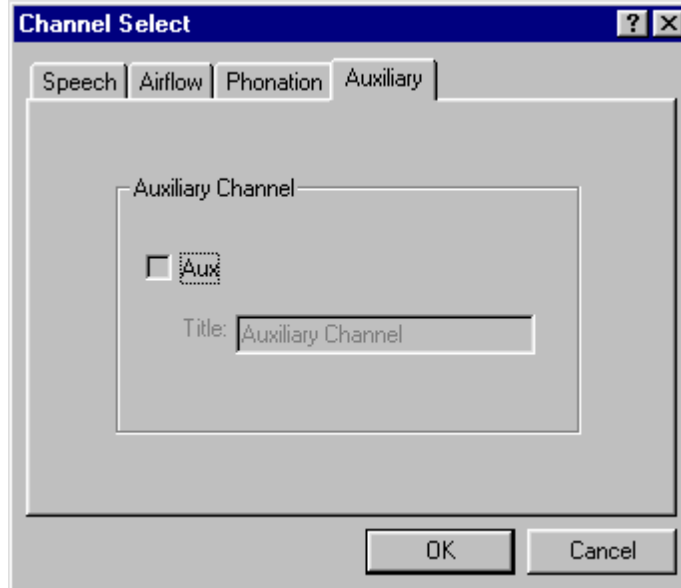 Channel Select
Speech Airflow Phonation Auxiliary
Auxiliary Channel
Aux
Title: Auxiliary Channel
OK Cancel